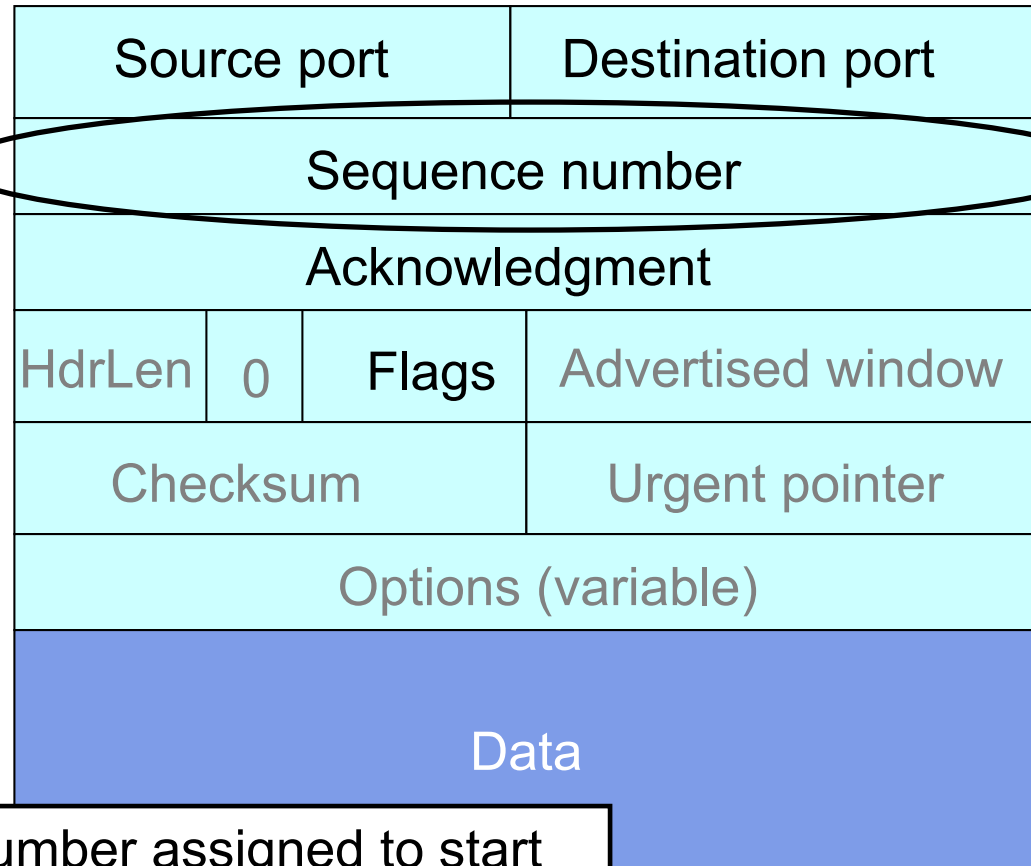 Source port Destination port
Sequence number
Acknowledgment
HdrLen 0 Flags Advertised window
Checksum Urgent pointer
Options (variable)
Data
assigned to start